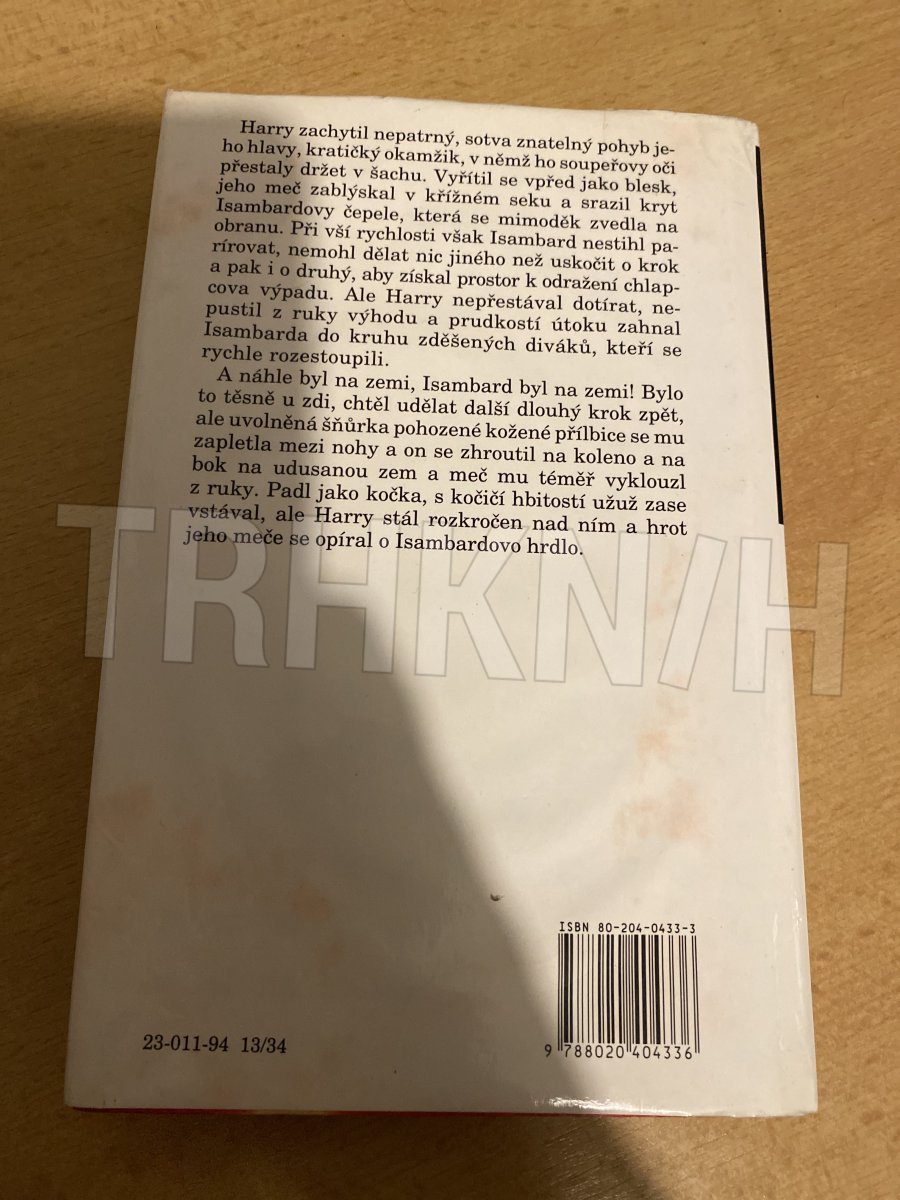 Harry zachytil nepatrný, sotva znatelný pohyb je-
ho hlavy, kratičký okamžik, v němž ho soupeřovy oči
přestaly držet v šachu. Vyřítil se vpřed jako blesk,
jeho meč zablýskal v křížném seku a srazil kryt
Isambardovy čepele, která se mimoděk zvedla na
obranu. Při vší rychlosti však Isambard nestihl pa-
rírovat, nemohl dělat nic jiného než uskočit o krok
a pak i o druhý, aby získal prostor k odražení chlap-
cova výpadu. Ale Harry nepřestával dotírat, ne-
pustil z ruky výhodu a prudkostí útoku zahnal
Isambarda do kruhu zděšených diváků, kteří se
rychle rozestoupili.
A náhle byl na zemi, Isambard byl na zemi! Bylo
to těsně u zdi, chtěl udělat další dlouhý krok zpět,
ale uvolněná šňůrka pohozené kožené přílbice se mu
zapletla mezi nohy a on se zhroutil na koleno a na
bok na udusanou zem a meč mu téměř vyklouzl
z ruky. Padl jako kočka, s kočičí hbitostí užuž zase
vstával, ale Harry stál rozkročen nad ním a hrot
jeho meče se opíral o Isambardovo hrdlo.
TRHKN/H
ISBN 80-204-0433-3
9 788020 404336
23-011-94 13/34